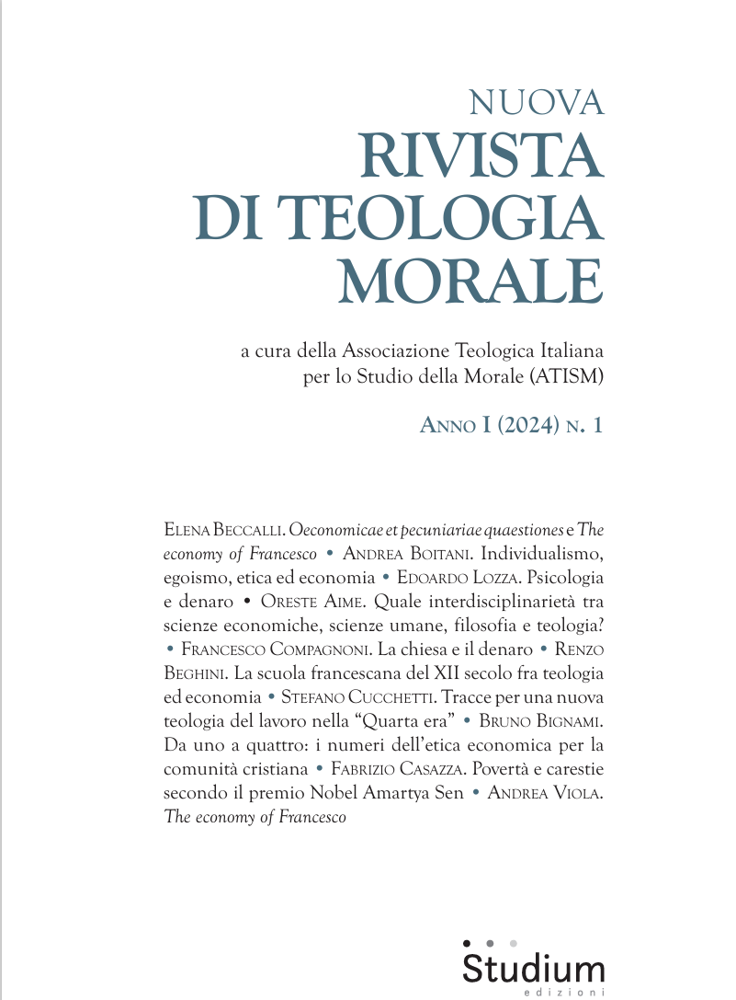 NUOVA
RIVISTA
DI TEOLOGIA
MORALE
a cura della Associazione Teologica Italiana
per lo Studio della Morale (ATISM)
ANNO I (2024) N. 1
ELENA BECCALLI. Oeconomicae et pecuniariae quaestiones e The
economy of Francesco • ANDREA BOITANI. Individualismo,
egoismo, etica ed economia • EDOARDO LOZZA. Psicologia
e denaro • ORESTE AIME. Quale interdisciplinarietà tra
scienze economiche, scienze umane, filosofia e teologia?
• FRANCESCO COMPAGNONI. La chiesa e il denaro • RENZO
BEGHINI. La scuola francescana del XII secolo fra teologia
ed economia • STEFANO CUCCHETTI. Tracce per una nuova
teologia del lavoro nella “Quarta era” • BRUNO BIGNAMI.
Da uno a quattro: i numeri dell’etica economica per la
comunità cristiana • FABRIZIO CASAZZA. Povertà e carestie
secondo il premio Nobel Amartya Sen • ANDREA VIOLA.
The economy of Francesco
Studium
edizioni